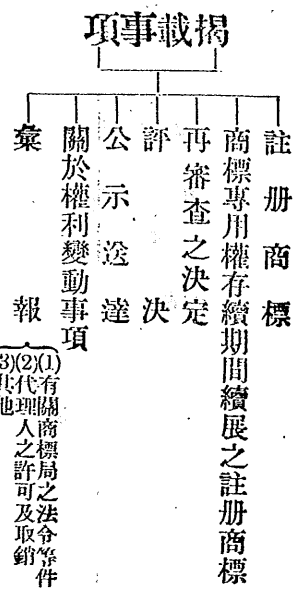 揭載事項
註册商標
商標專用權存續期間續展之註册商標
再審査之決定
評決
公示送達
關於權利變動事項
彙報
(1)有關商標局之法令等件
(2)代理人之許可及取銷
(3)其他